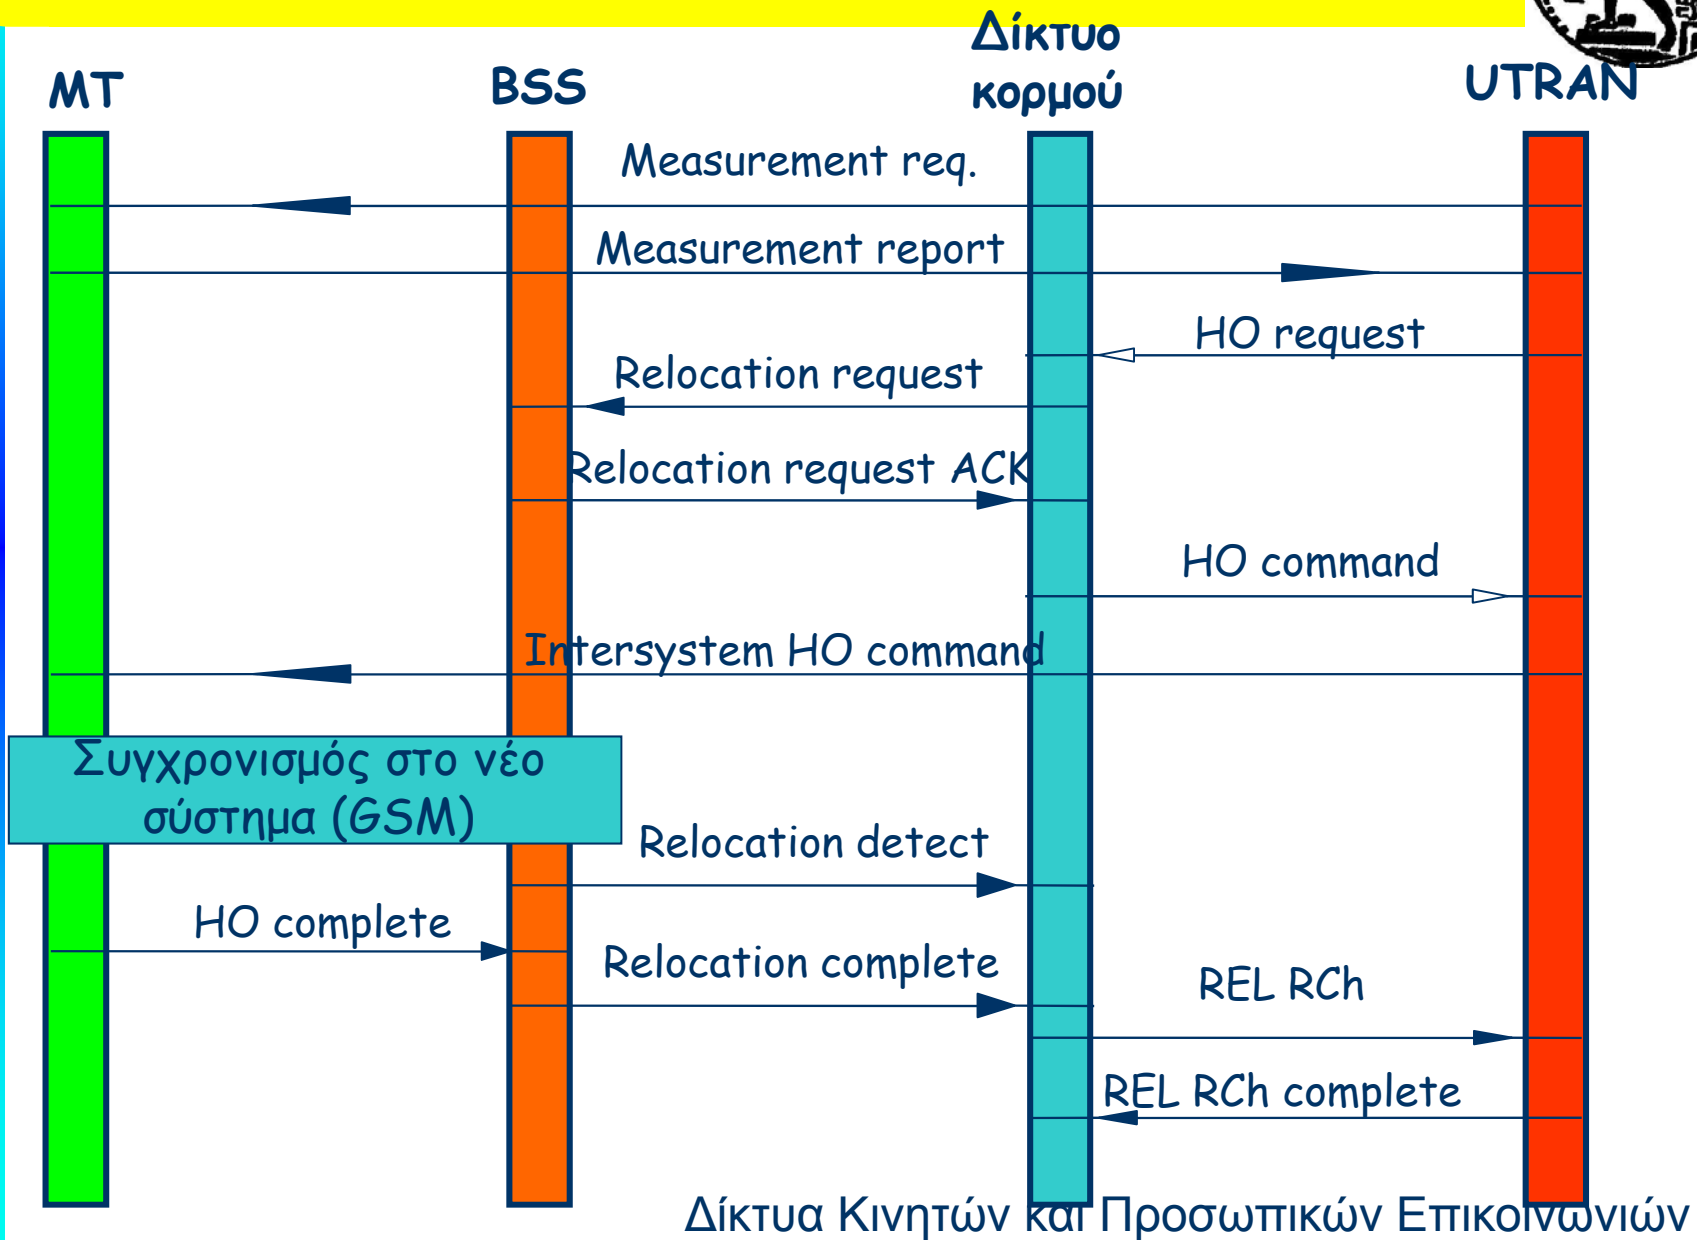 Δίκτυο
κορμού
MT
BSS
UTRAN
Measurement req.
Measurement report
HO request
Relocation request
Relocation request ACK
HO command
Intersystem HO command
Συγχρονισμός στο νέο
σύστημα (GSM)
Relocation detect
HO complete
Relocation complete
REL RCh
REL RCh complete
Δίκτυα Κινητών και Προσωπικών Επικοινωνιών